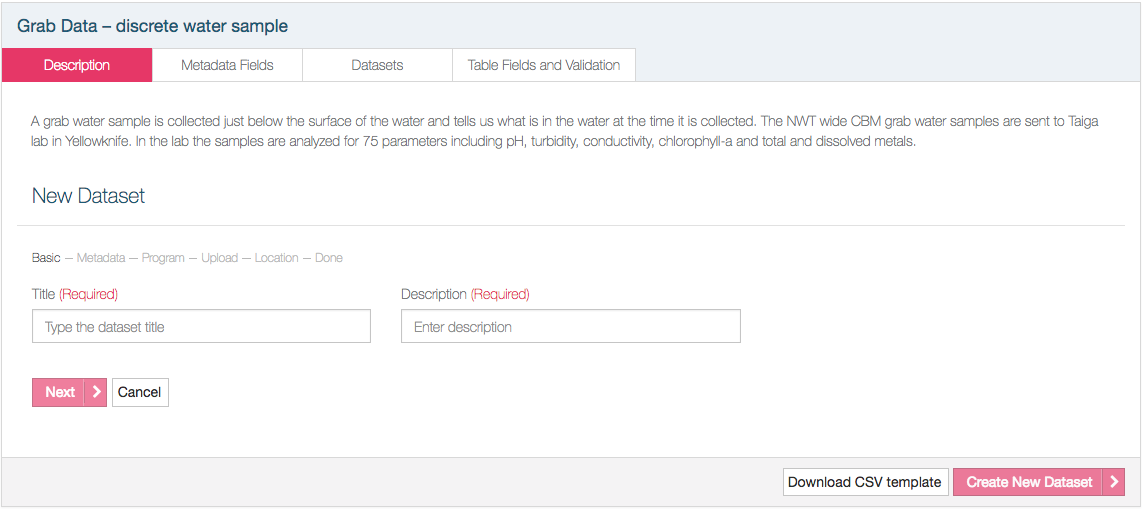 Grab Data – discrete water sample
Description Metadata Fields Datasets Table Fields and Validation
A grab water sample is collected just below the surface of the water and tells us what is in the water at the time it is collected. The NWT wide CBM grab water samples are sent to Taiga
lab in Yellowknife. In the lab the samples are analyzed for 75 parameters including pH, turbidity, conductivity, chlorophyll-a and total and dissolved metals.
New Dataset
Basic — Metadata — Program — Upload — Location — Done
Title (Required) Description (Required)
Type the dataset title Enter description
Next Cancel
Download CSV template Create New Dataset